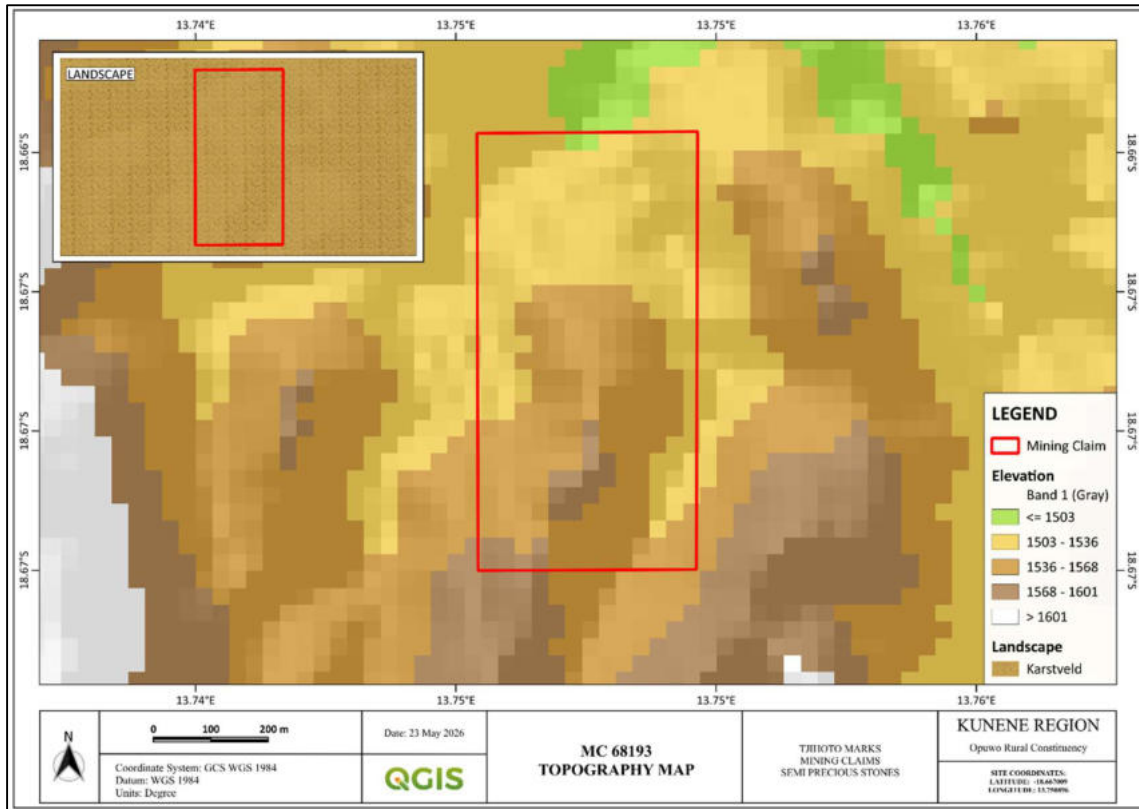 13.74°E
13.75°E
13.75°E
13.76°E
LANDSCAPE
18.66°S
18.66°S
18.67°S
18.67°S
18.67°S
18.67°S
18.67°S
18.67°S
LEGEND
Mining Claim
Elevation
Band 1 (Gray)
<= 1503
1503 - 1536
1536 - 1568
1568 - 1601
> 1601
Landscape
Karstveld
13.74°E
13.75°E
13.75°E
13.76°E
N
0 100 200 m
Coordinate System: GCS WGS 1984
Datum: WGS 1984
Units: Degree
Date: 23 May 2026
QGIS
MC 68193
TOPOGRAPHY MAP
TJIHOTO MARKS
MINING CLAIMS
SEMI PRECIOUS STONES
KUNENE REGION
Opuwo Rural Constituency
SITE COORDINATES:
LATITUDE: -18.667009
LONGITUDE: